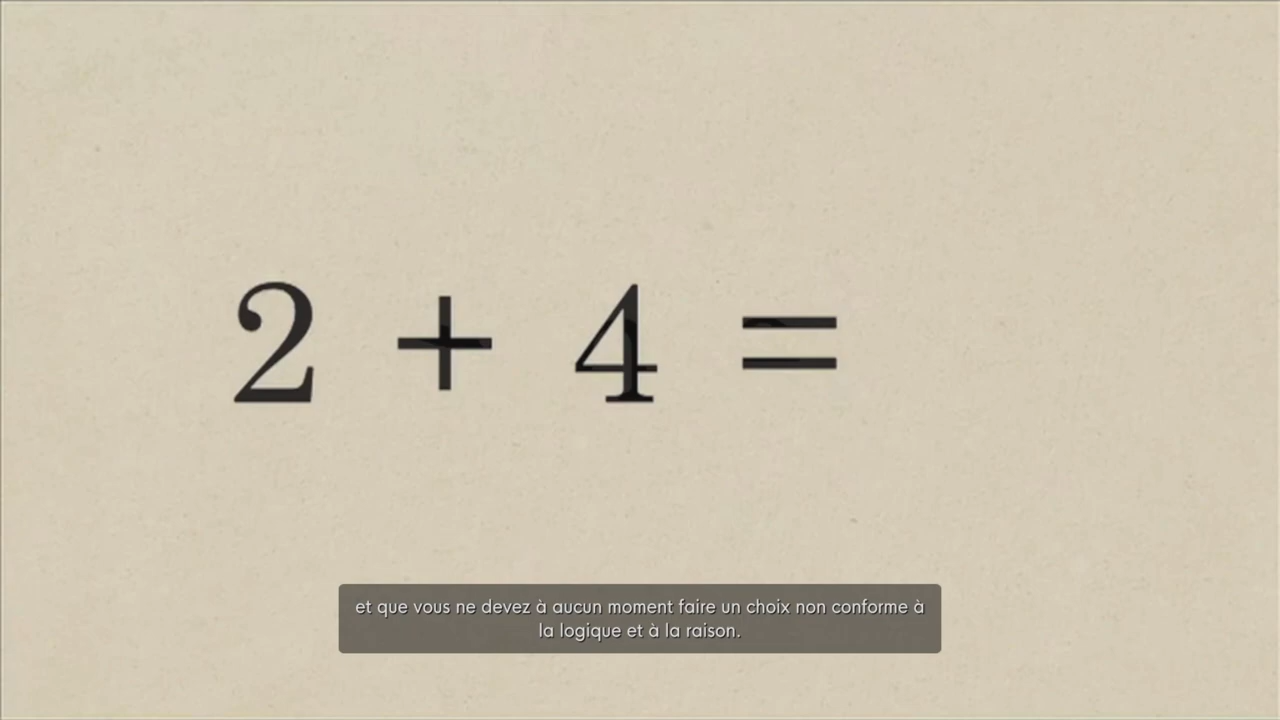 2 + 4 =
et que vous ne devez à aucun moment faire un choix non conforme à
la logique et à la raison.